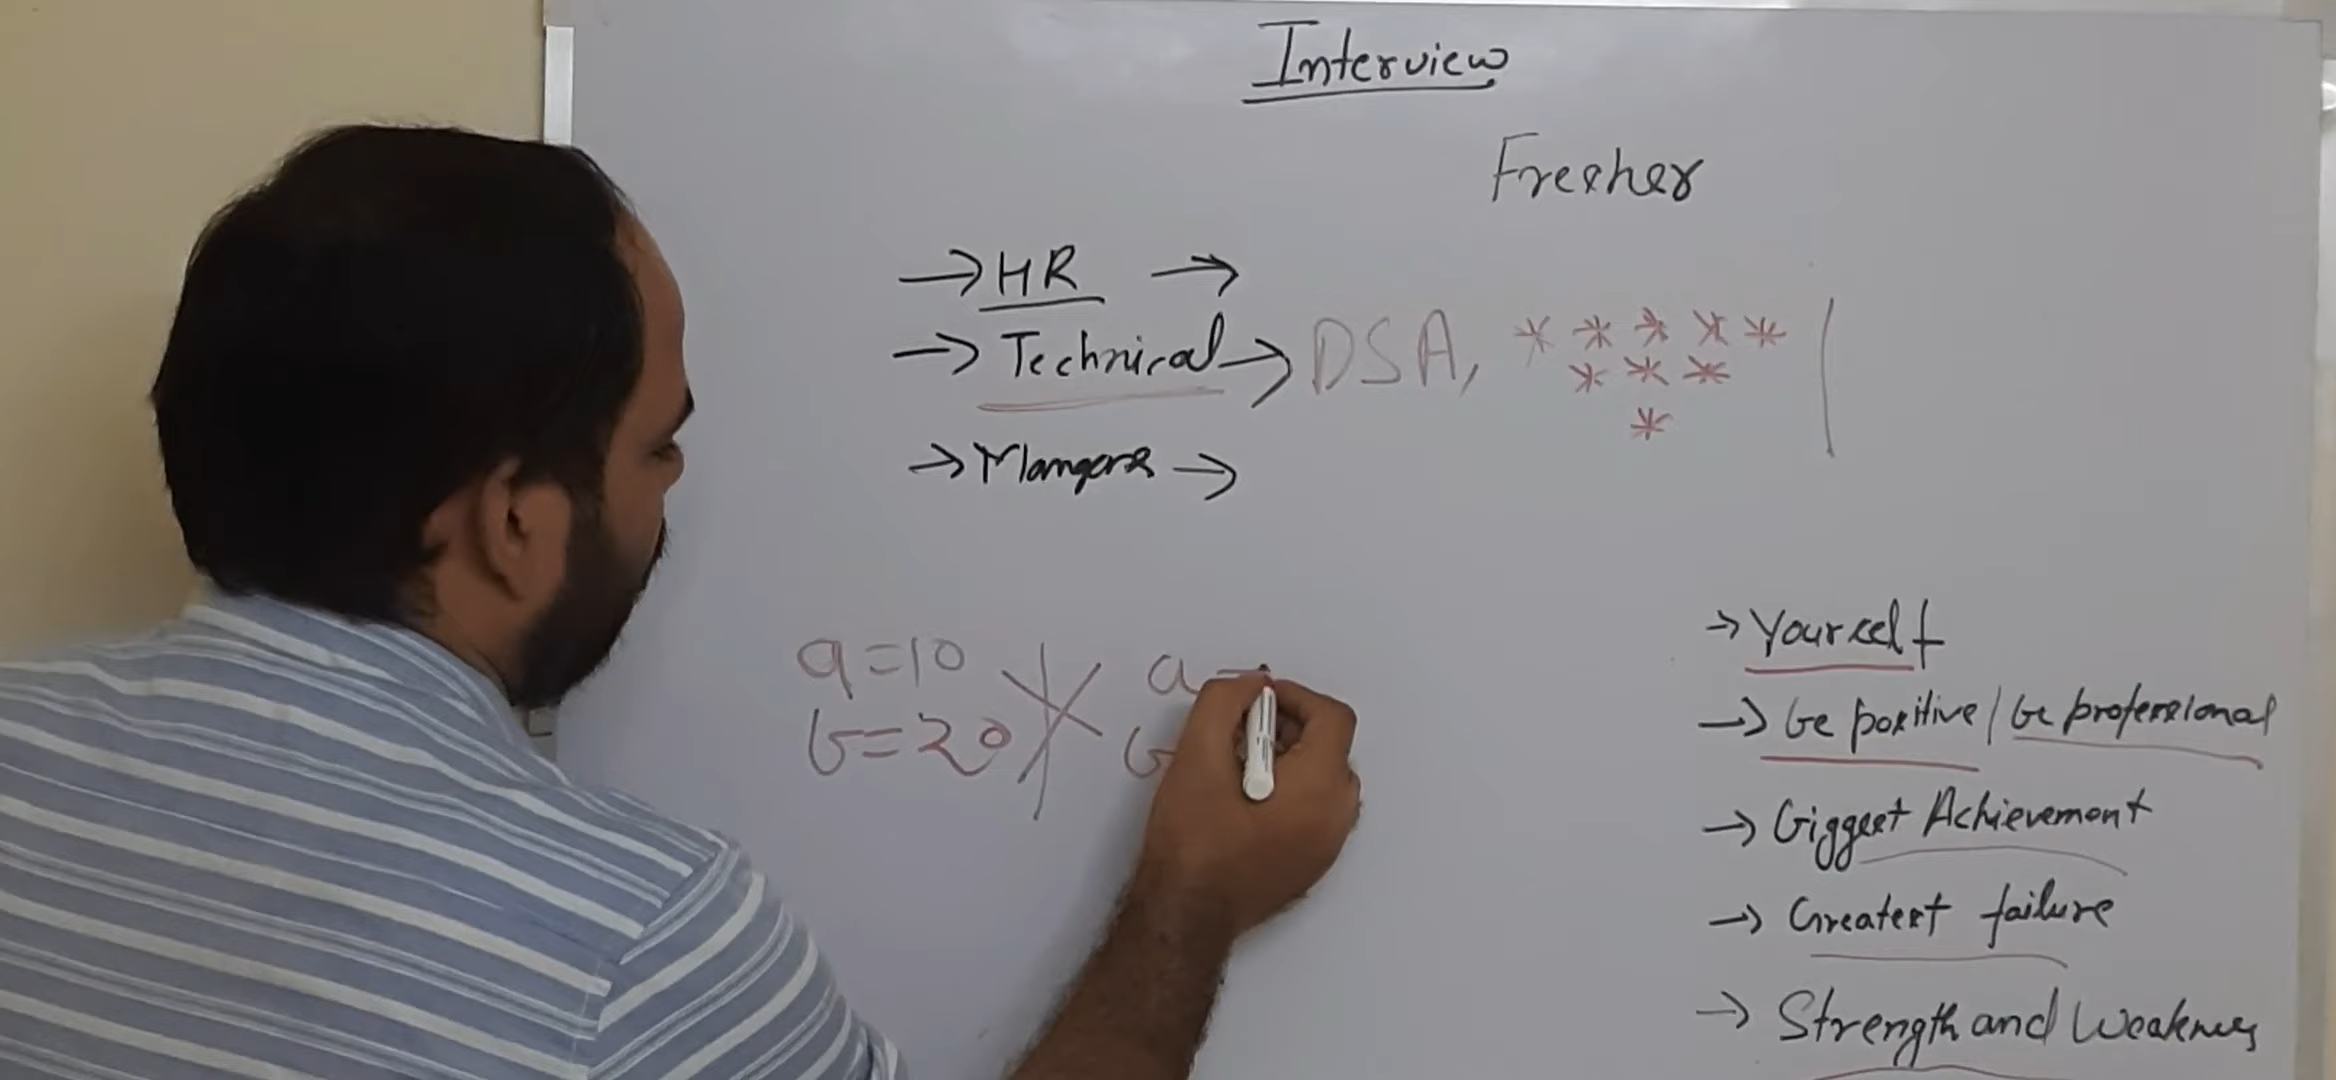 Interview
Fresher
→ HR →
→ Technical → DSA, * * * * *
* * *
*
→ Mangers →
a=10 a=
b=20 b
→ Yourself
→ be positive / be professional
→ biggest Achievement
→ Greatest failure
→ Strength and Weakness